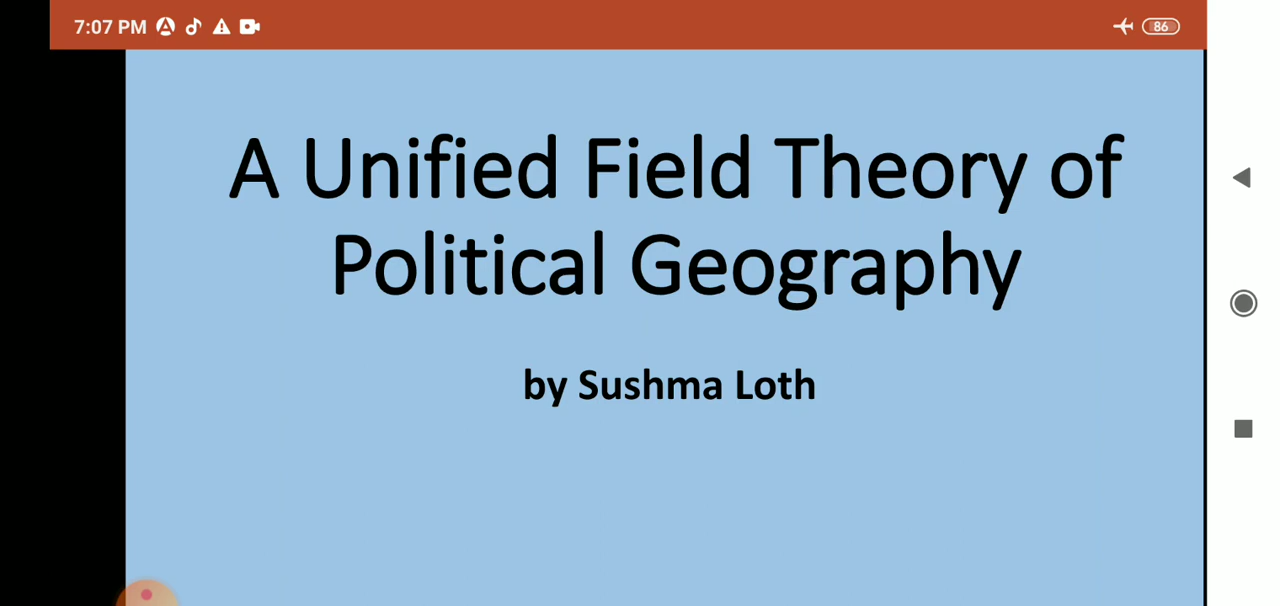 7:07 PM
86
A Unified Field Theory of
Political Geography
by Sushma Loth